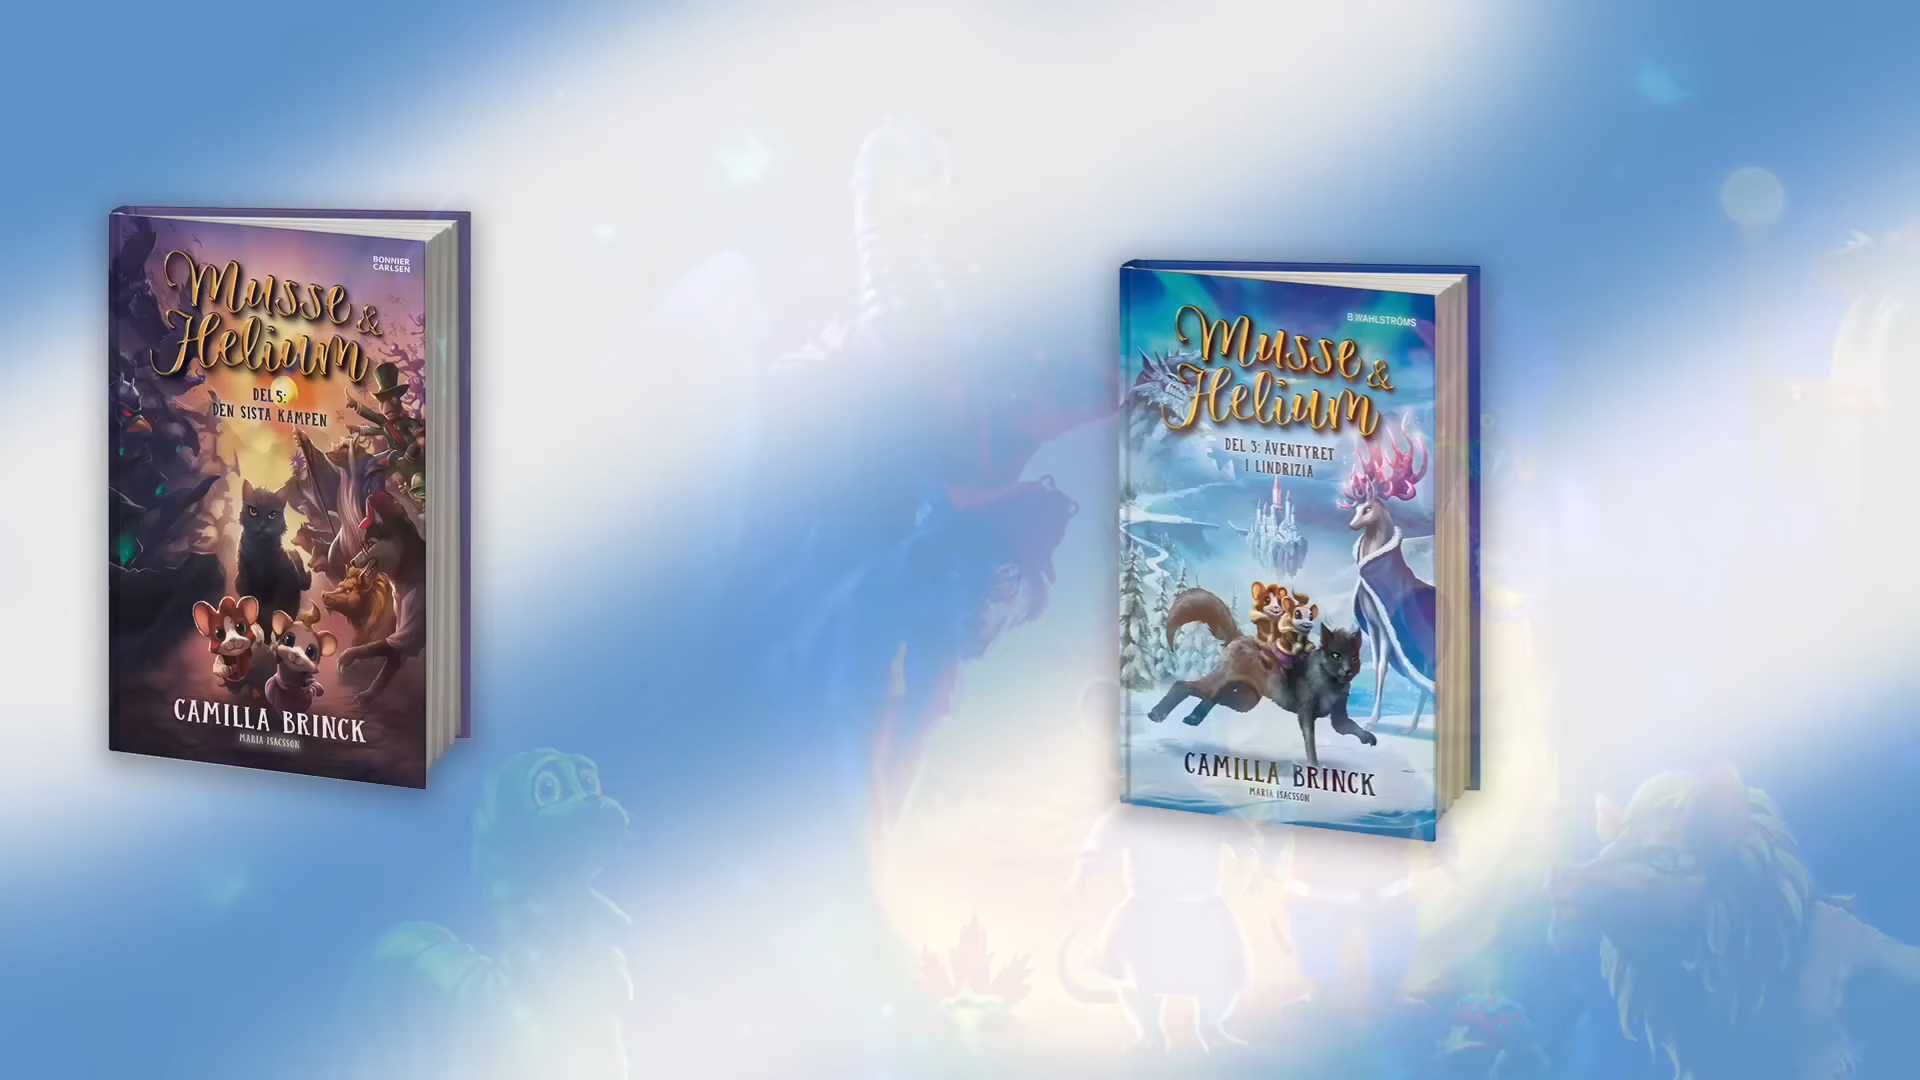 BONNIER
CARLSEN
Musse &
Helium
DEL 5:
DEN SISTA KAMPEN
CAMILLA BRINCK
MARIA ISACSSON
B.WAHLSTRÖMS
Musse &
Helium
DEL 3: ÄVENTYRET
I LINDRIZIA
CAMILLA BRINCK
MARIA ISACSSON